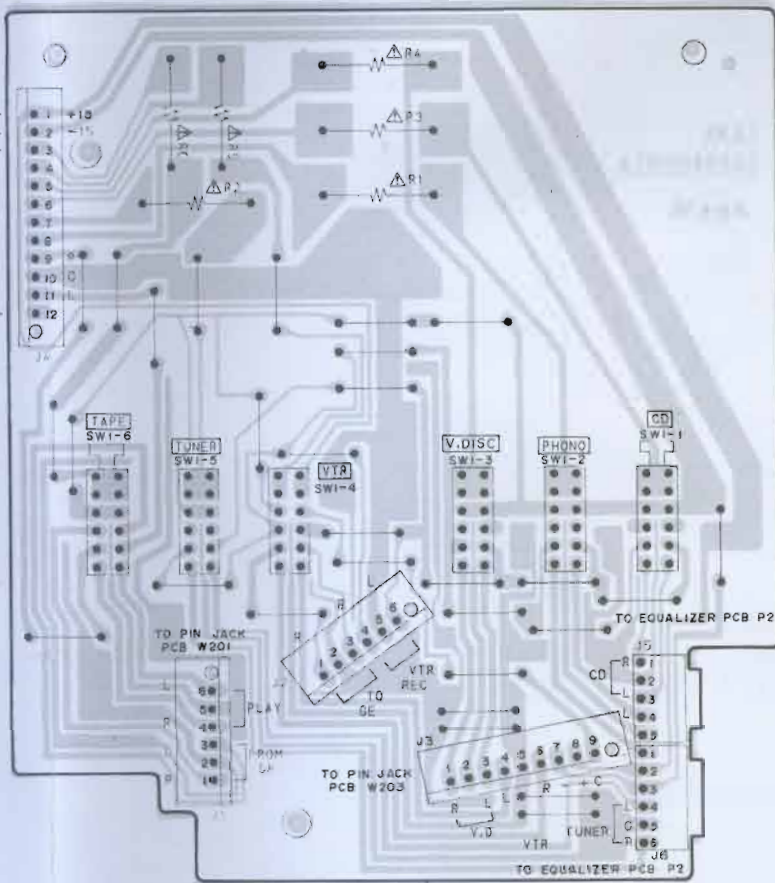 R4
R3
R1
R2
1 +15
2 -15
3
4
5
6
7
8
9
10 G
11 L
12
TAPE
SW1-6
TUNER
SW1-5
VTR
SW1-4
V.DISC
SW1-3
PHONO
SW1-2
CD
SW1-1
TO PIN JACK
PCB W201
L
R
6
5
4
3
2
1
PLAY
FROM
R
L
1 2 3 4 5 6
TO
GE
VTR
REC
J3
1 2 3 4 5 6 7 8 9
TO PIN JACK
PCB W203
R L L R + C
V.D
VTR
TO EQUALIZER PCB P2
J5
CD
R 1
2
L 3
L 4
5
1
2
3
L 4
G 5
R 6
TUNER
J6
TO EQUALIZER PCB P2